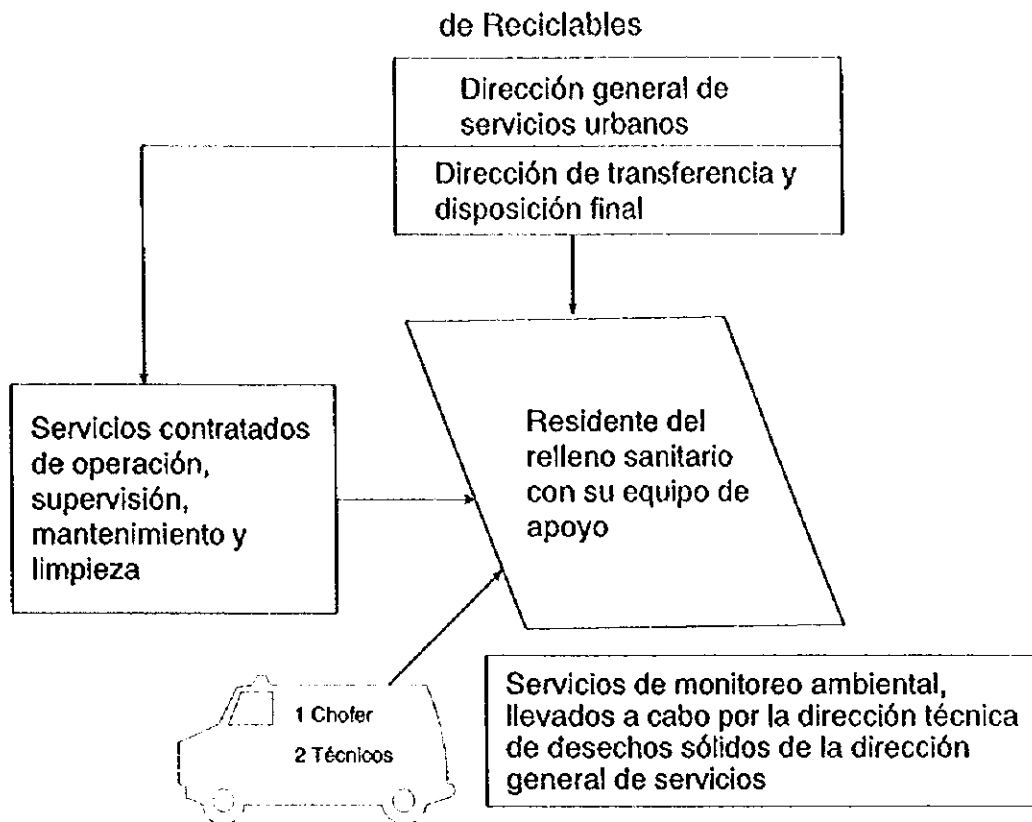 de Reciclables
Dirección general de
servicios urbanos
Dirección de transferencia y
disposición final
Servicios contratados
de operación,
supervisión,
mantenimiento y
limpieza
Residente del
relleno sanitario
con su equipo de
apoyo
1 Chofer
2 Técnicos
Servicios de monitoreo ambiental,
llevados a cabo por la dirección técnica
de desechos sólidos de la dirección
general de servicios